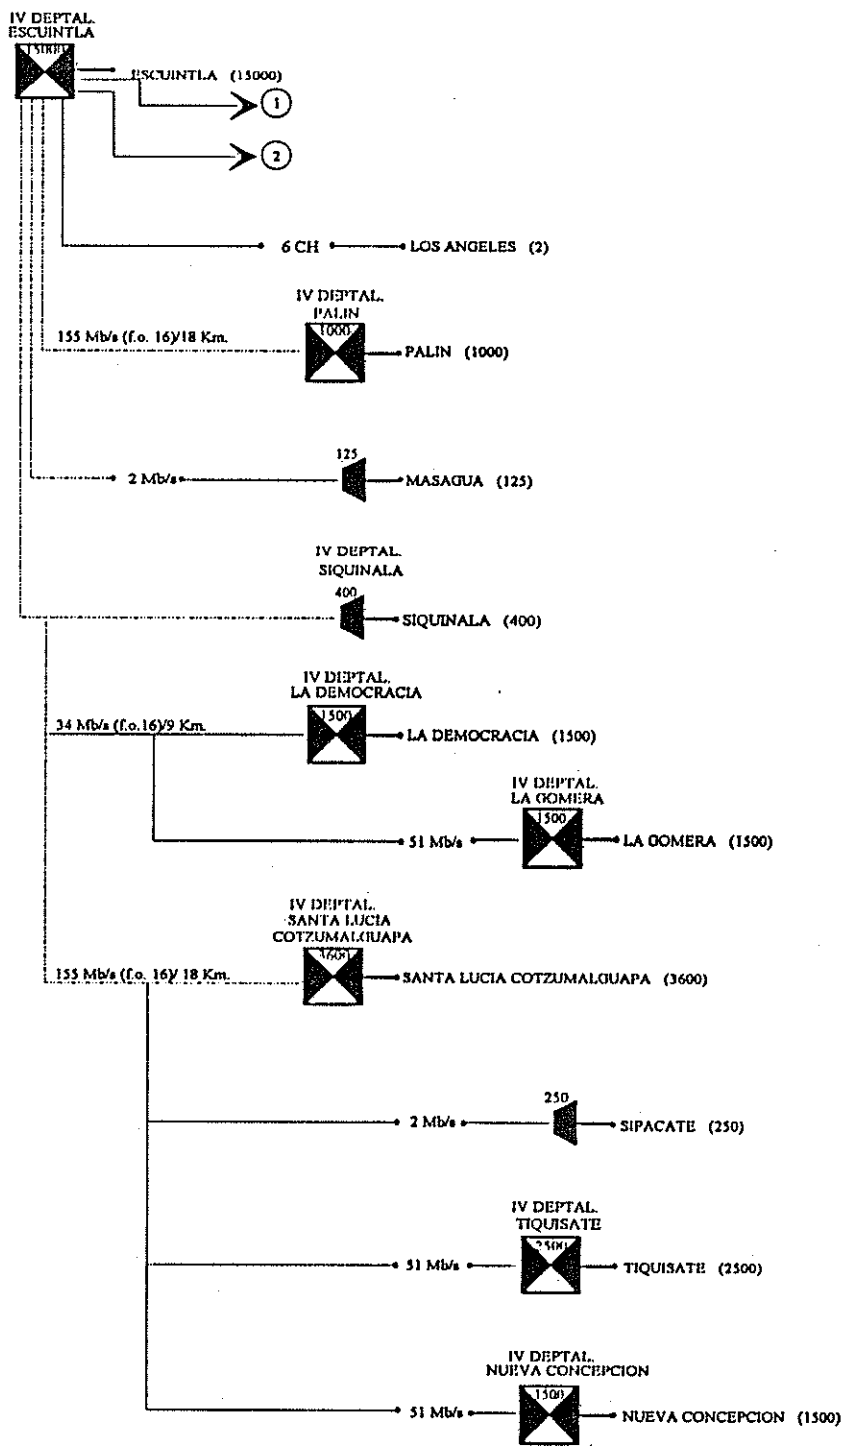 IV DEPTAL.
ESCUINTLA
15000
ESCUINTLA (15000)
1
2
6 CH
LOS ANGELES (2)
IV DEPTAL.
PALIN
1000
155 Mb/s (f.o. 16)/18 Km.
PALIN (1000)
125
2 Mb/s
MASAGUA (125)
IV DEPTAL.
SIQUINALA
400
SIQUINALA (400)
IV DEPTAL.
LA DEMOCRACIA
1500
34 Mb/s (f.o.16)/9 Km.
LA DEMOCRACIA (1500)
IV DEPTAL.
LA GOMERA
1500
51 Mb/s
LA GOMERA (1500)
IV DEPTAL.
SANTA LUCIA
COTZUMALGUAPA
3600
155 Mb/s (f.o. 16)/ 18 Km.
SANTA LUCIA COTZUMALGUAPA (3600)
250
2 Mb/s
SIPACATE (250)
IV DEPTAL.
TIQUISATE
2500
51 Mb/s
TIQUISATE (2500)
IV DEPTAL.
NUEVA CONCEPCION
1500
51 Mb/s
NUEVA CONCEPCION (1500)